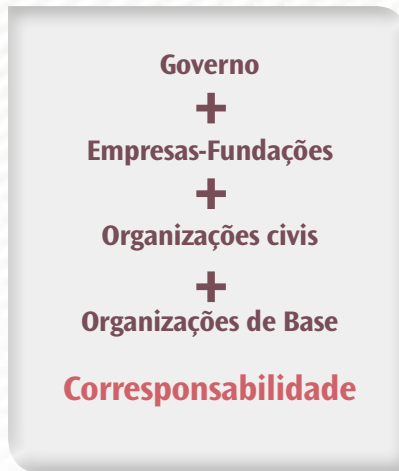 Governo
+
Empresas-Fundações
+
Organizações civis
+
Organizações de Base
Corresponsabilidade